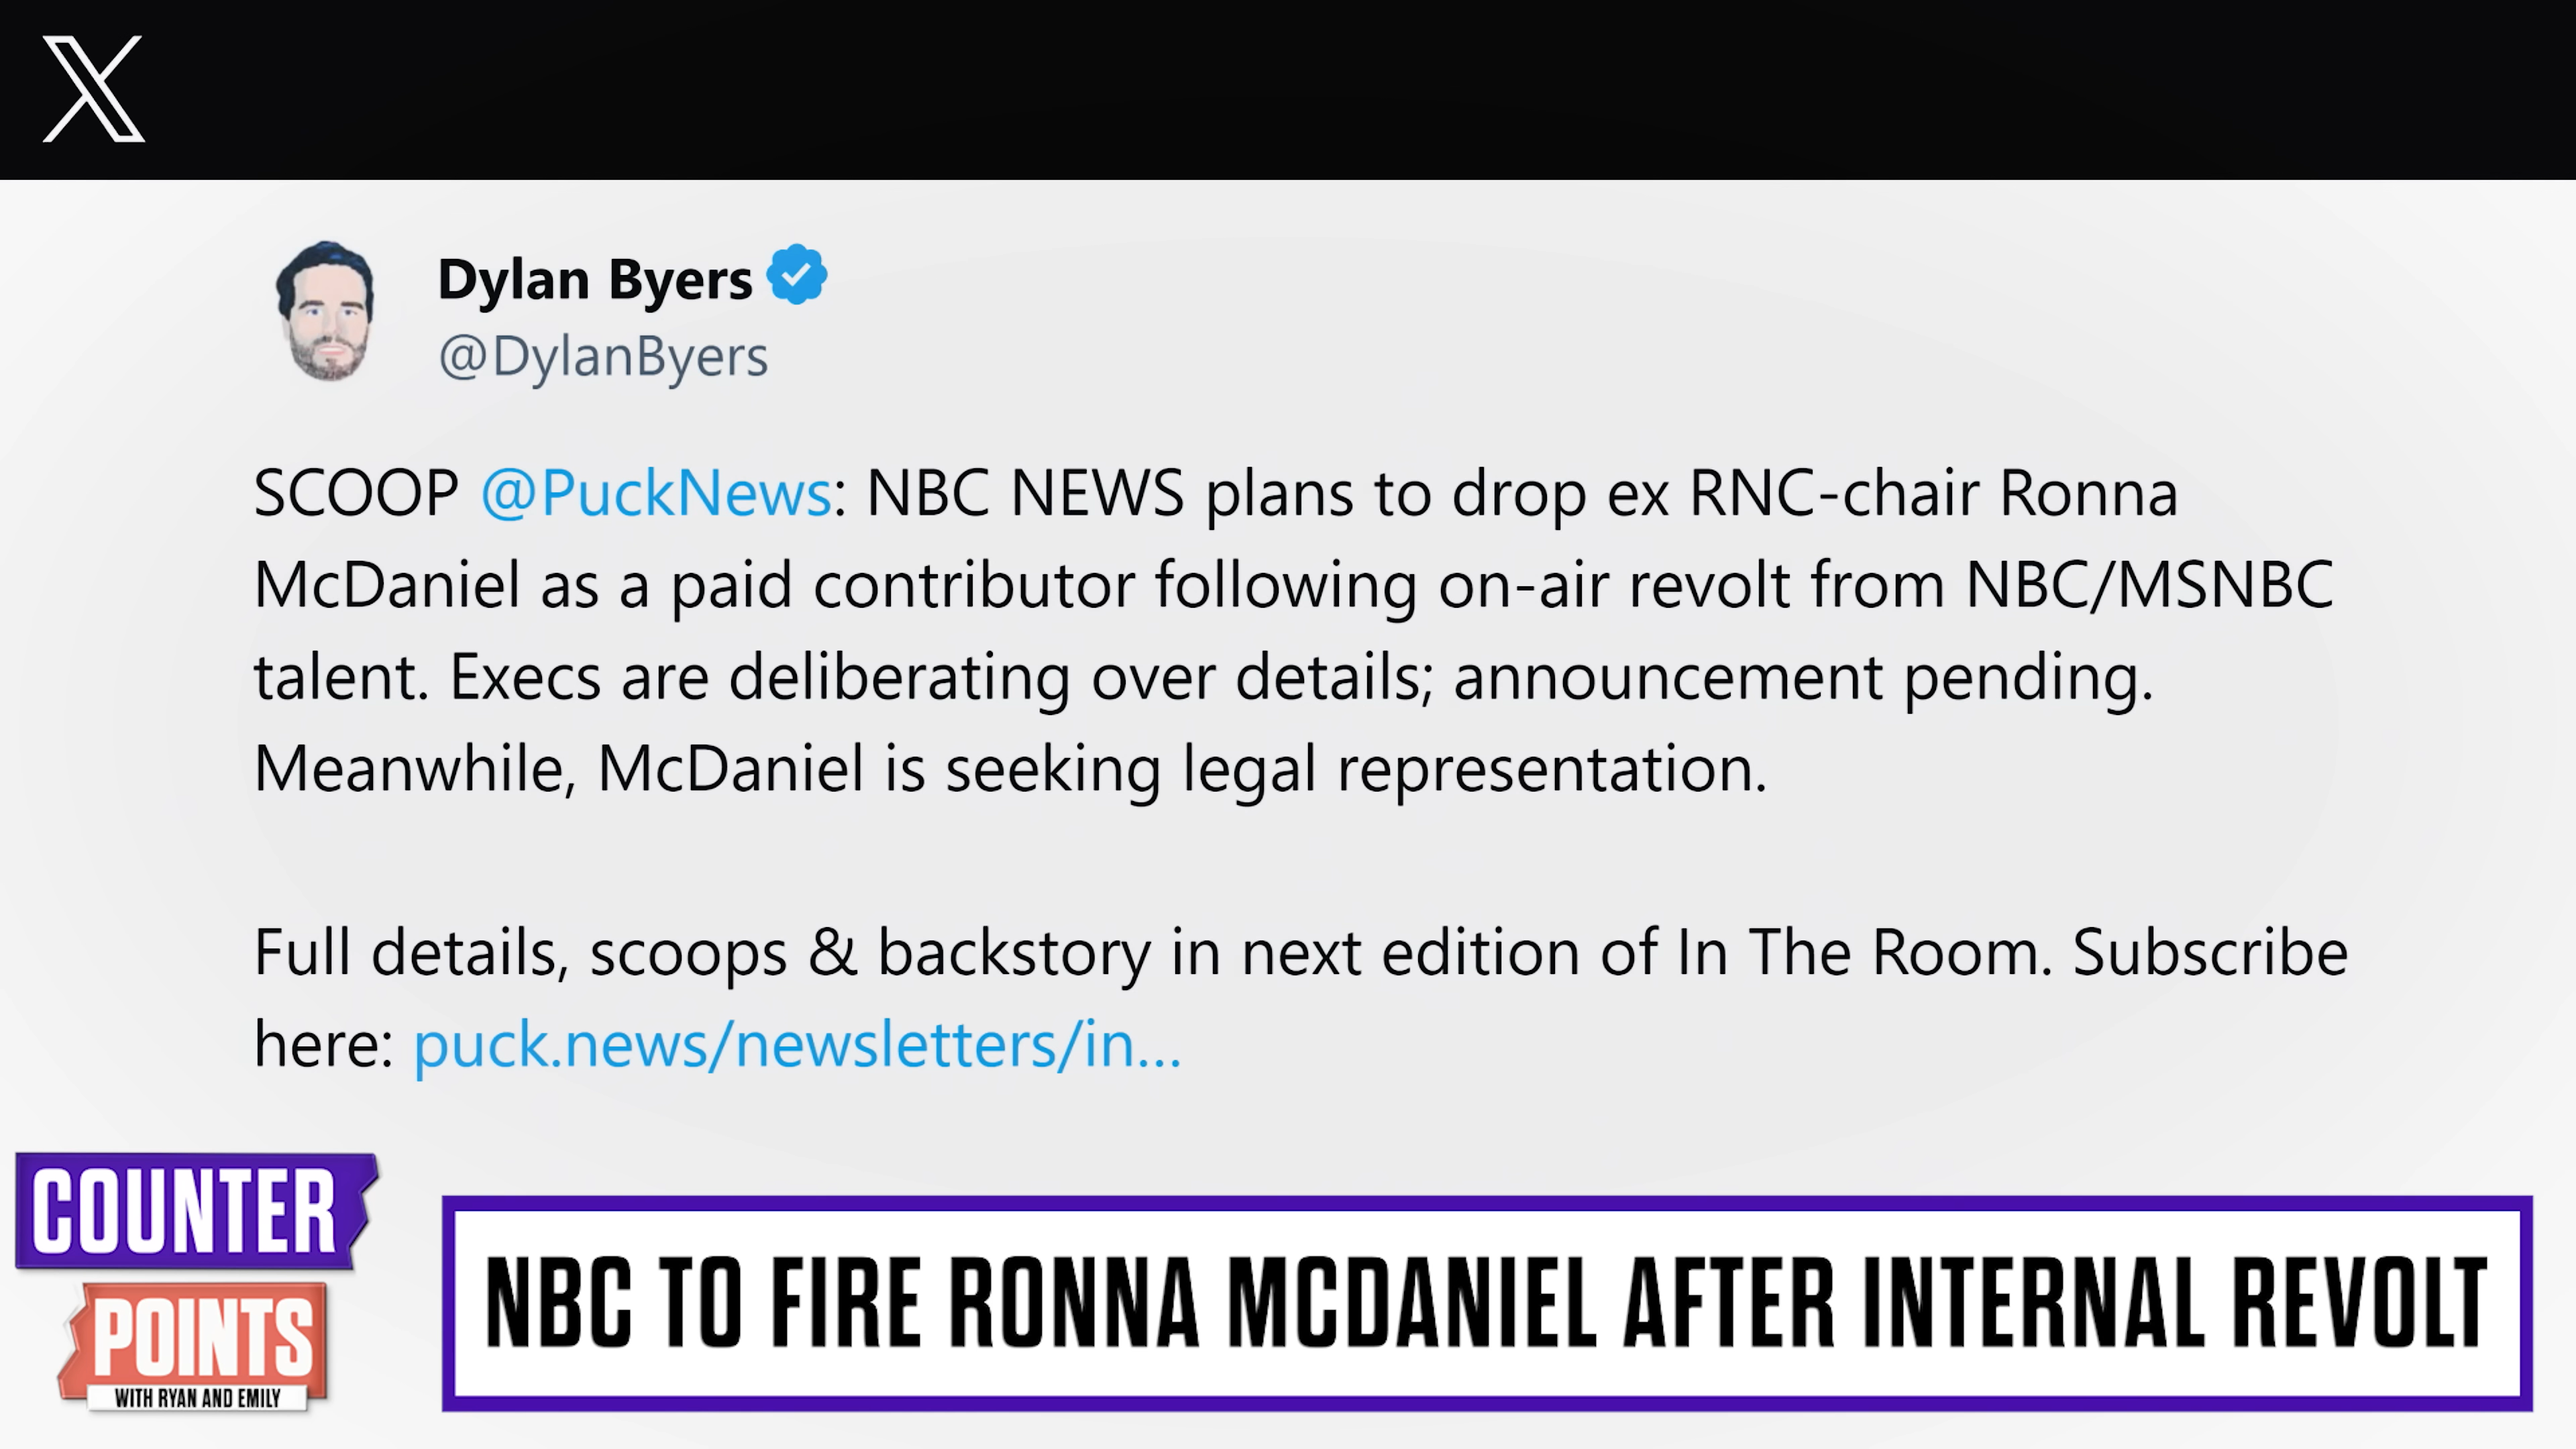 Dylan Byers
@DylanByers
SCOOP @PuckNews: NBC NEWS plans to drop ex RNC-chair Ronna
McDaniel as a paid contributor following on-air revolt from NBC/MSNBC
talent. Execs are deliberating over details; announcement pending.
Meanwhile, McDaniel is seeking legal representation.
Full details, scoops & backstory in next edition of In The Room. Subscribe
here: puck.news/newsletters/in...
COUNTER
POINTS
WITH RYAN AND EMILY
NBC TO FIRE RONNA MCDANIEL AFTER INTERNAL REVOLT